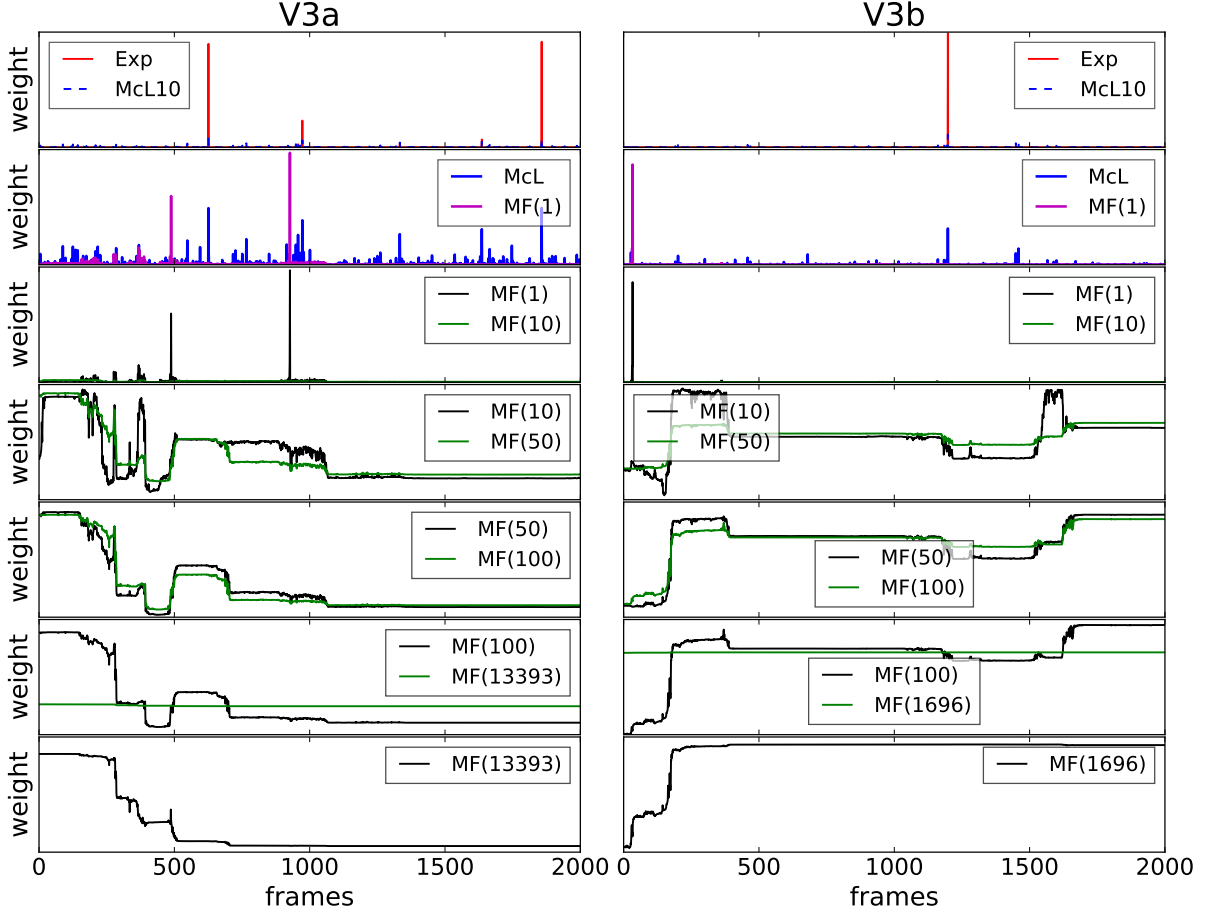 V3a
V3b
weight
Exp
McL10
Exp
McL10
weight
McL
MF(1)
McL
MF(1)
weight
MF(1)
MF(10)
MF(1)
MF(10)
weight
MF(10)
MF(50)
MF(10)
MF(50)
weight
MF(50)
MF(100)
MF(50)
MF(100)
weight
MF(100)
MF(13393)
MF(100)
MF(1696)
weight
MF(13393)
MF(1696)
0 500 1000 1500 2000
0 500 1000 1500 2000
frames
frames